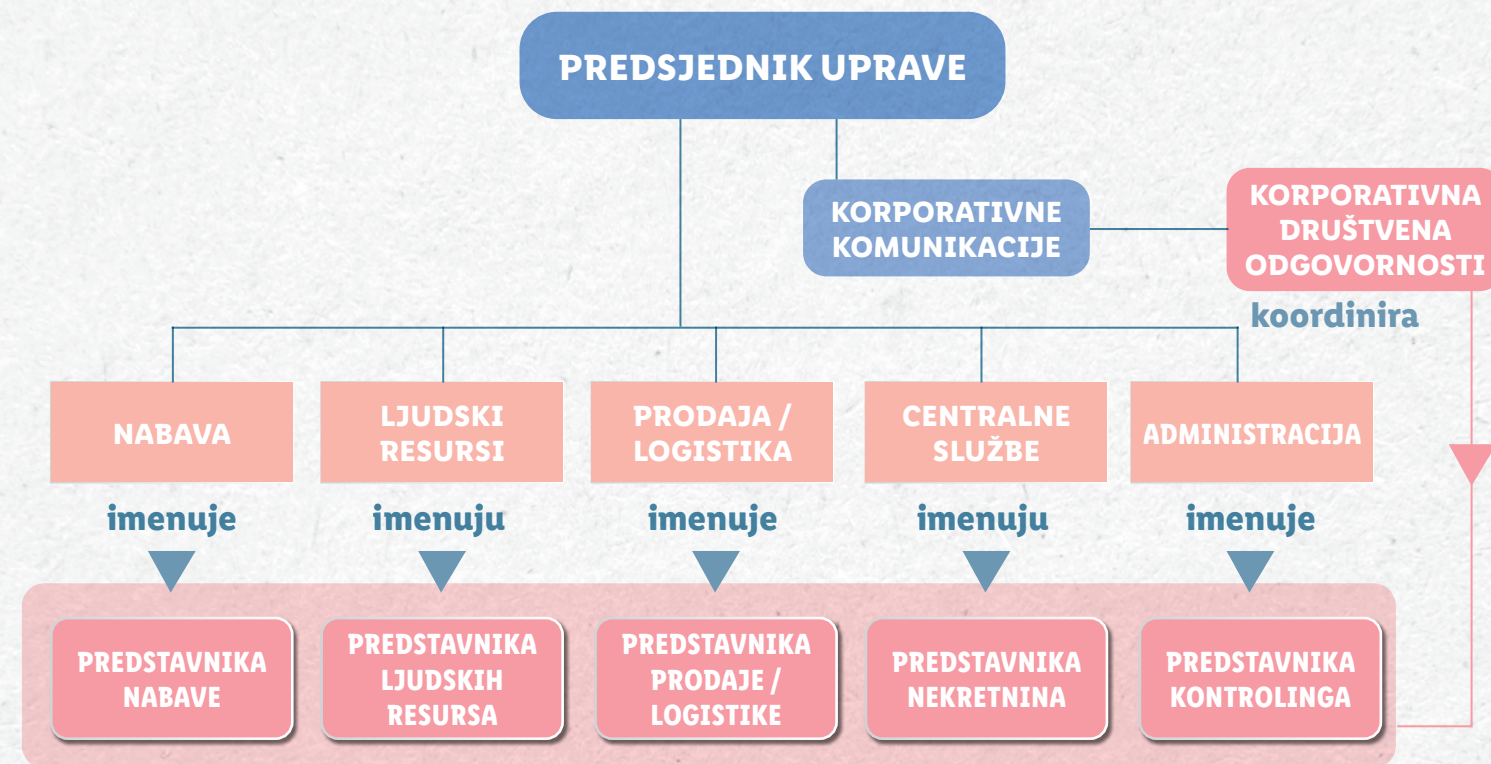 PREDSJEDNIK UPRAVE
KORPORATIVNE
KOMUNIKACIJE
KORPORATIVNA
DRUŠTVENA
ODGOVORNOSTI
koordinira
NABAVA
LJUDSKI
RESURSI
PRODAJA /
LOGISTIKA
CENTRALNE
SLUŽBE
ADMINISTRACIJA
imenuje
imenuju
imenuje
imenuju
imenuje
PREDSTAVNIKA
NABAVE
PREDSTAVNIKA
LJUDSKIH
RESURSA
PREDSTAVNIKA
PRODAJE /
LOGISTIKE
PREDSTAVNIKA
NEKRETNINA
PREDSTAVNIKA
KONTROLINGA